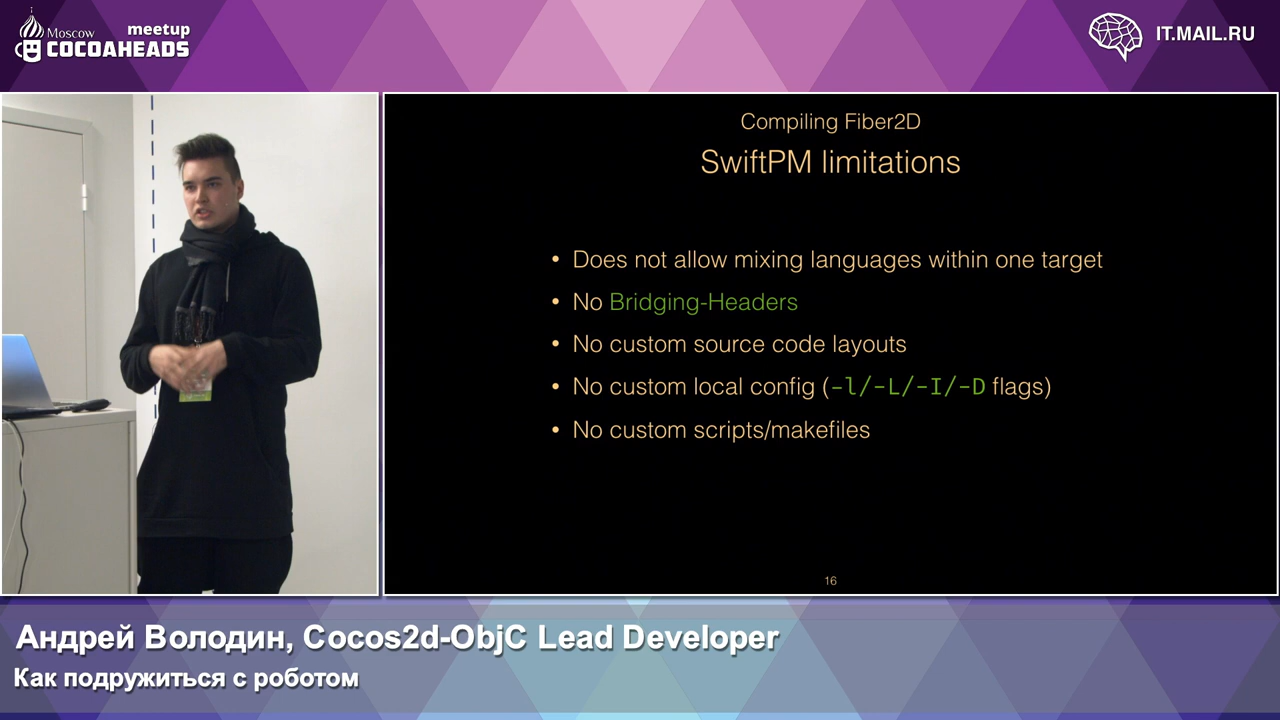 Moscow meetup
COCOAHEADS
IT.MAIL.RU
Compiling Fiber2D
SwiftPM limitations
• Does not allow mixing languages within one target
• No Bridging-Headers
• No custom source code layouts
• No custom local config (-l/-L/-I/-D flags)
• No custom scripts/makefiles
16
Андрей Володин, Cocos2d-ObjC Lead Developer
Как подружиться с роботом